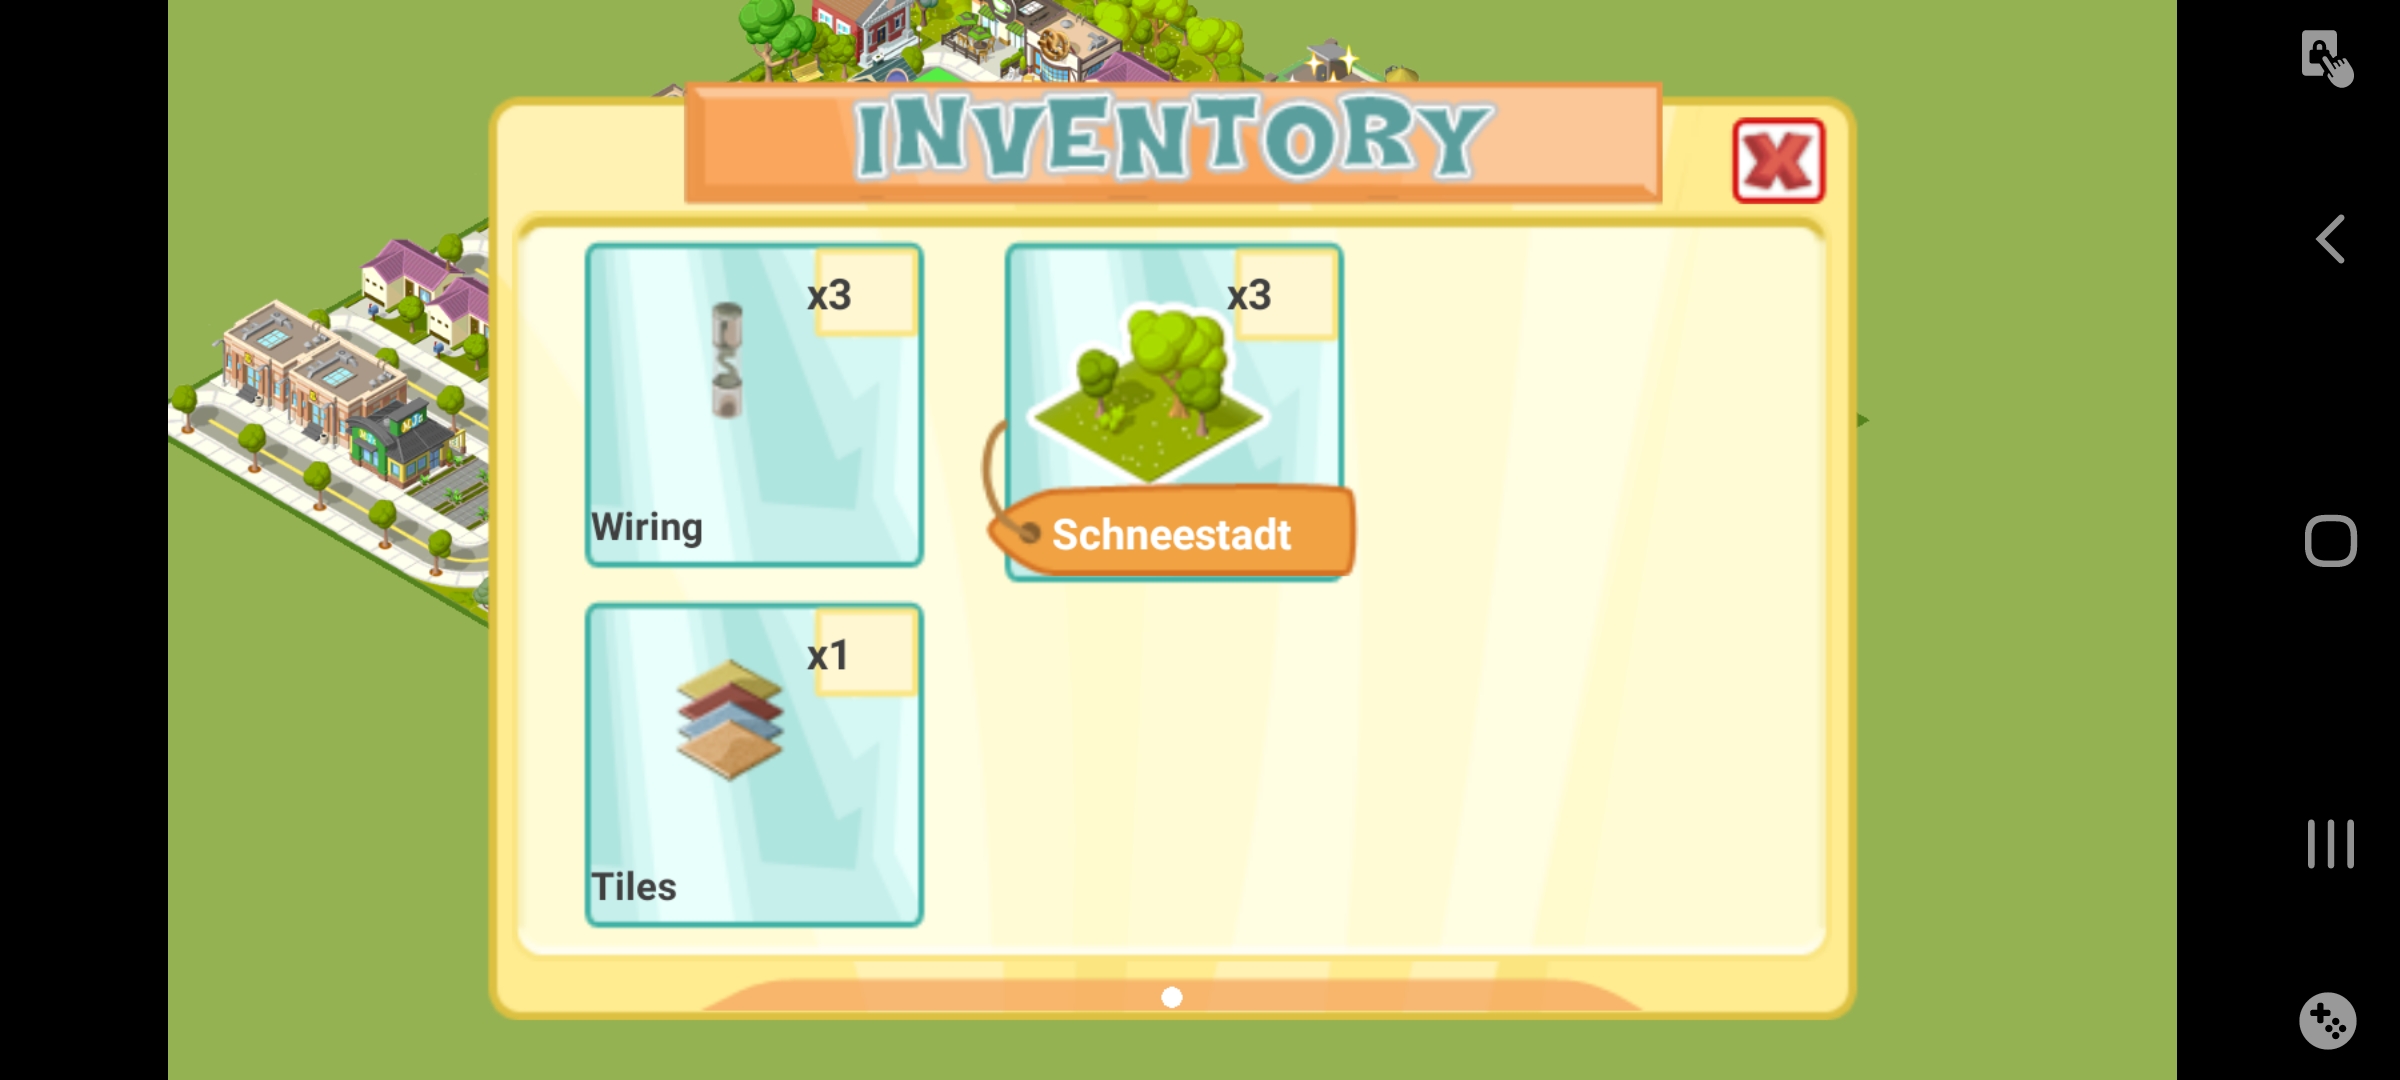 INVENTORY
x3
Wiring
x3
Schneestadt
x1
Tiles